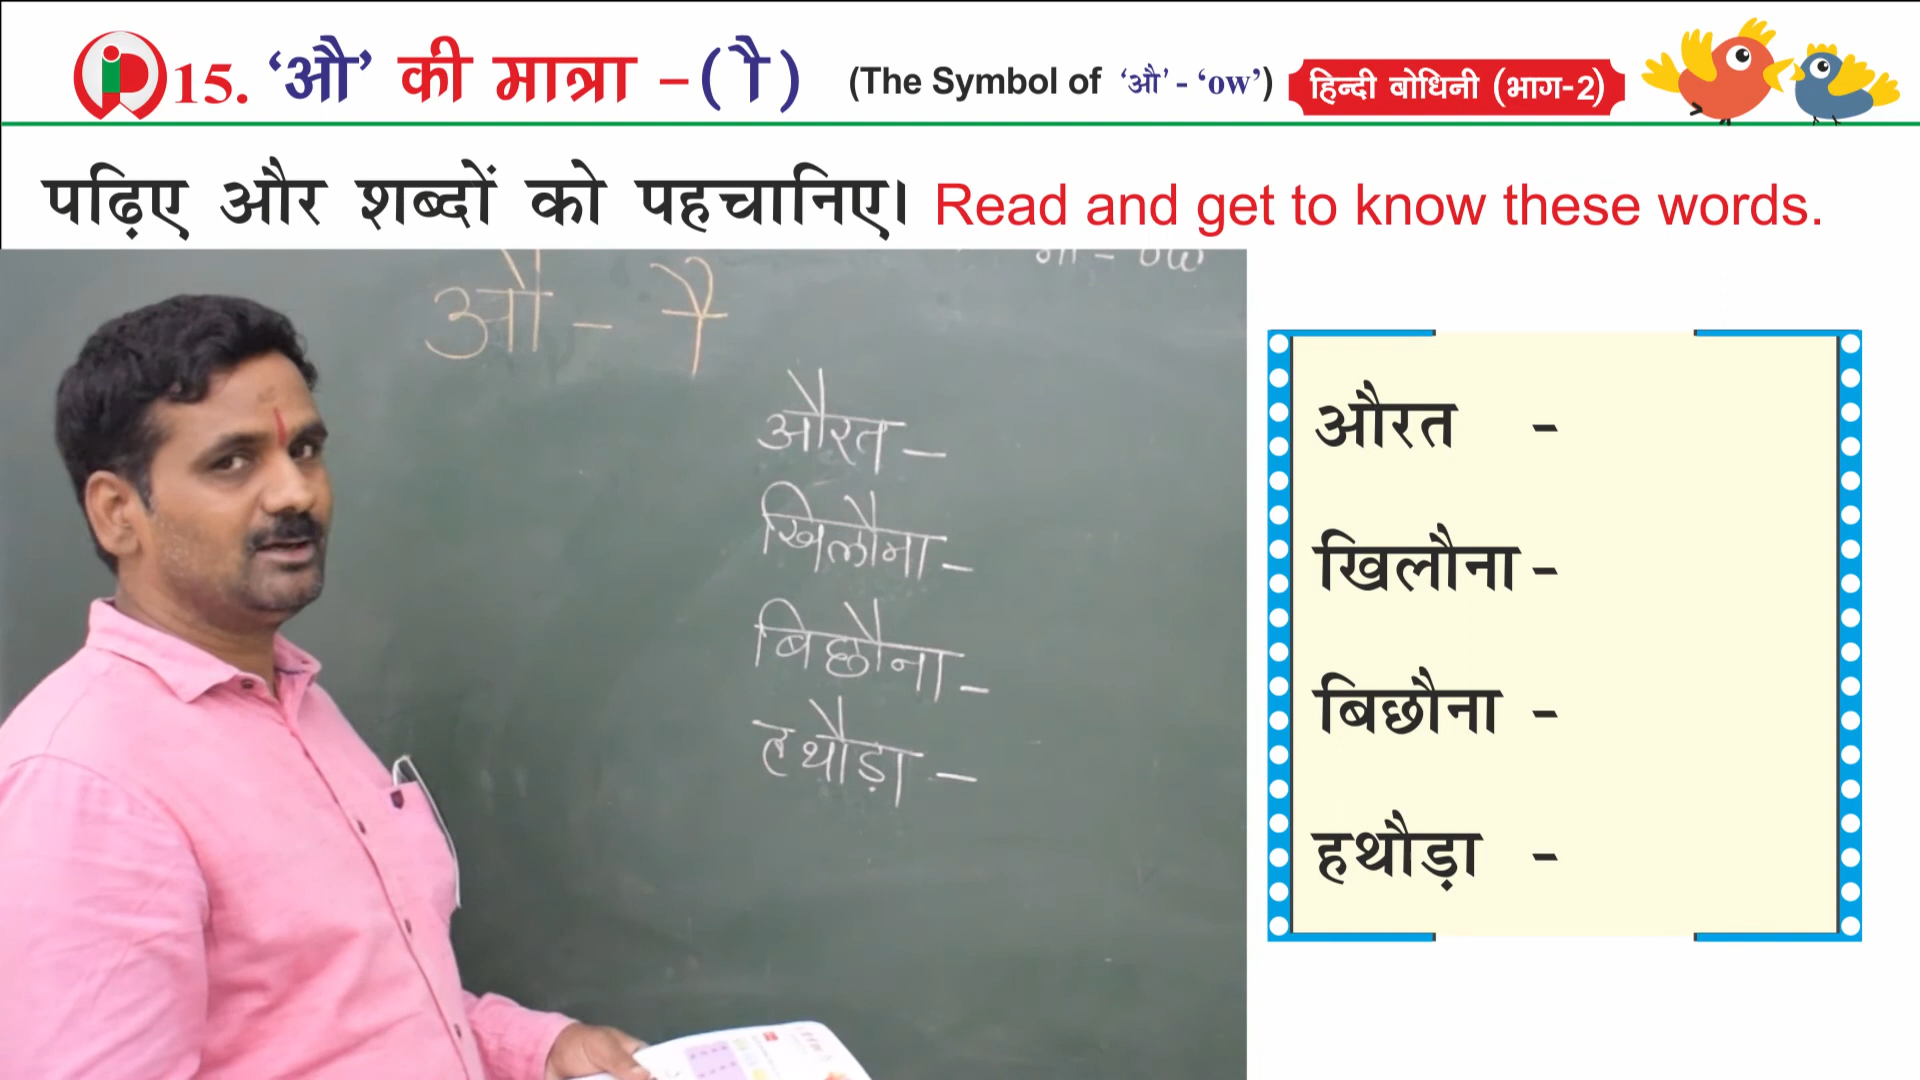 15. ‘औ’ की मात्रा – (ौ) (The Symbol of ‘औ’ - ‘ow’) हिन्दी बोधिनी (भाग-2)
पढ़िए और शब्दों को पहचानिए। Read and get to know these words.
औ – ौ
औरत –
खिलौना –
बिछौना –
हथौड़ा –
औरत -
खिलौना -
बिछौना -
हथौड़ा -